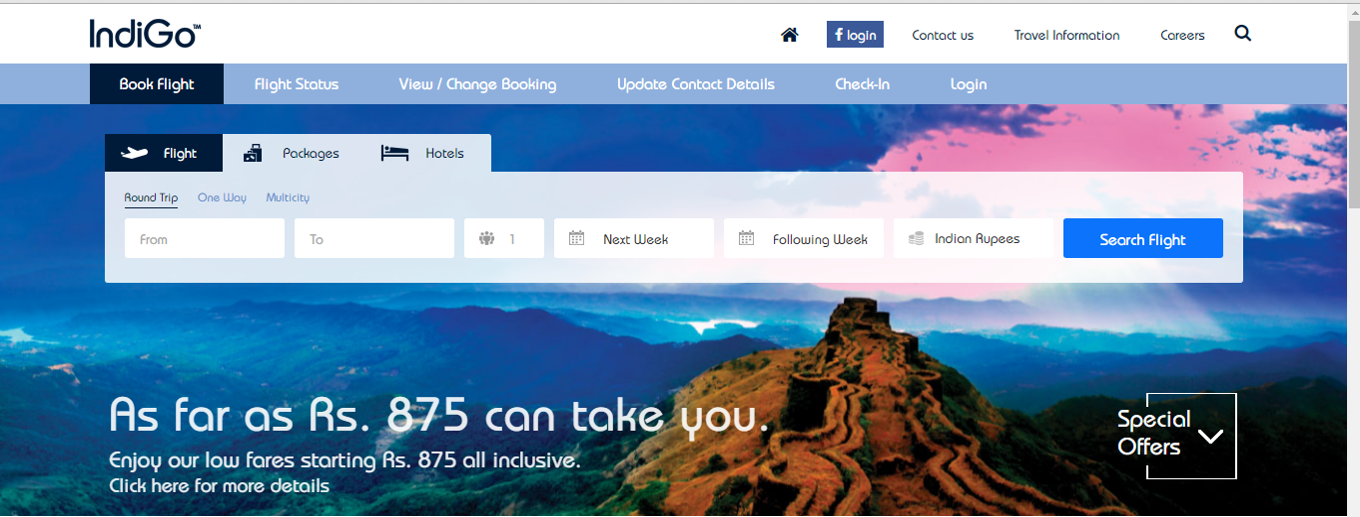 IndiGo™
f login Contact us Travel Information Careers
Book Flight Flight Status View / Change Booking Update Contact Details Check-In Login
Flight Packages Hotels
Round Trip One Way Multicity
From To 1 Next Week Following Week Indian Rupees Search Flight
As far as Rs. 875 can take you.
Enjoy our low fares starting Rs. 875 all inclusive.
Click here for more details
Special
Offers